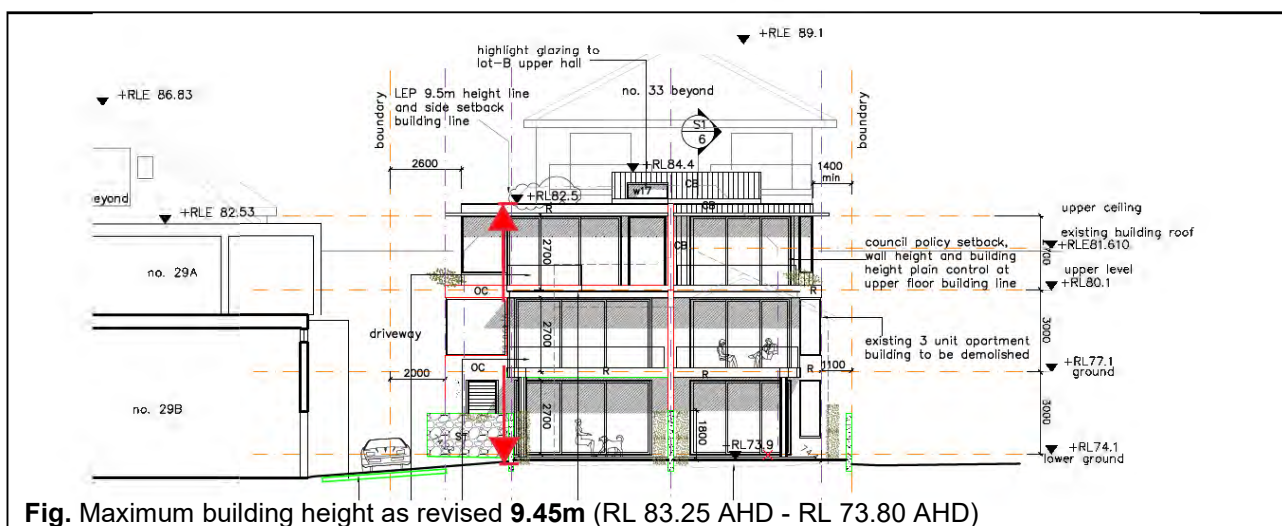 +RLE 89.1
highlight glazing to
lot-B upper hall
no. 33 beyond
+RLE 86.83
boundary
LEP 9.5m height line
and side setback
building line
S1
6
boundary
2600
+RL84.4
1400
min
w17
CB
+RL82.5
R
CB
eyond
+RLE 82.53
upper ceiling
existing building roof
+RLE81.610
2700
CB
council policy setback,
wall height and building
height plain control at
upper floor building line
no. 29A
upper level
+RL80.1
OC
R
driveway
2700
existing 3 unit apartment
building to be demolished
3000
2000
OC
R
R
1100
+RL77.1
ground
no. 29B
2700
1800
3000
ST
+RL73.9
+RL74.1
lower ground
Fig. Maximum building height as revised 9.45m (RL 83.25 AHD - RL 73.80 AHD)